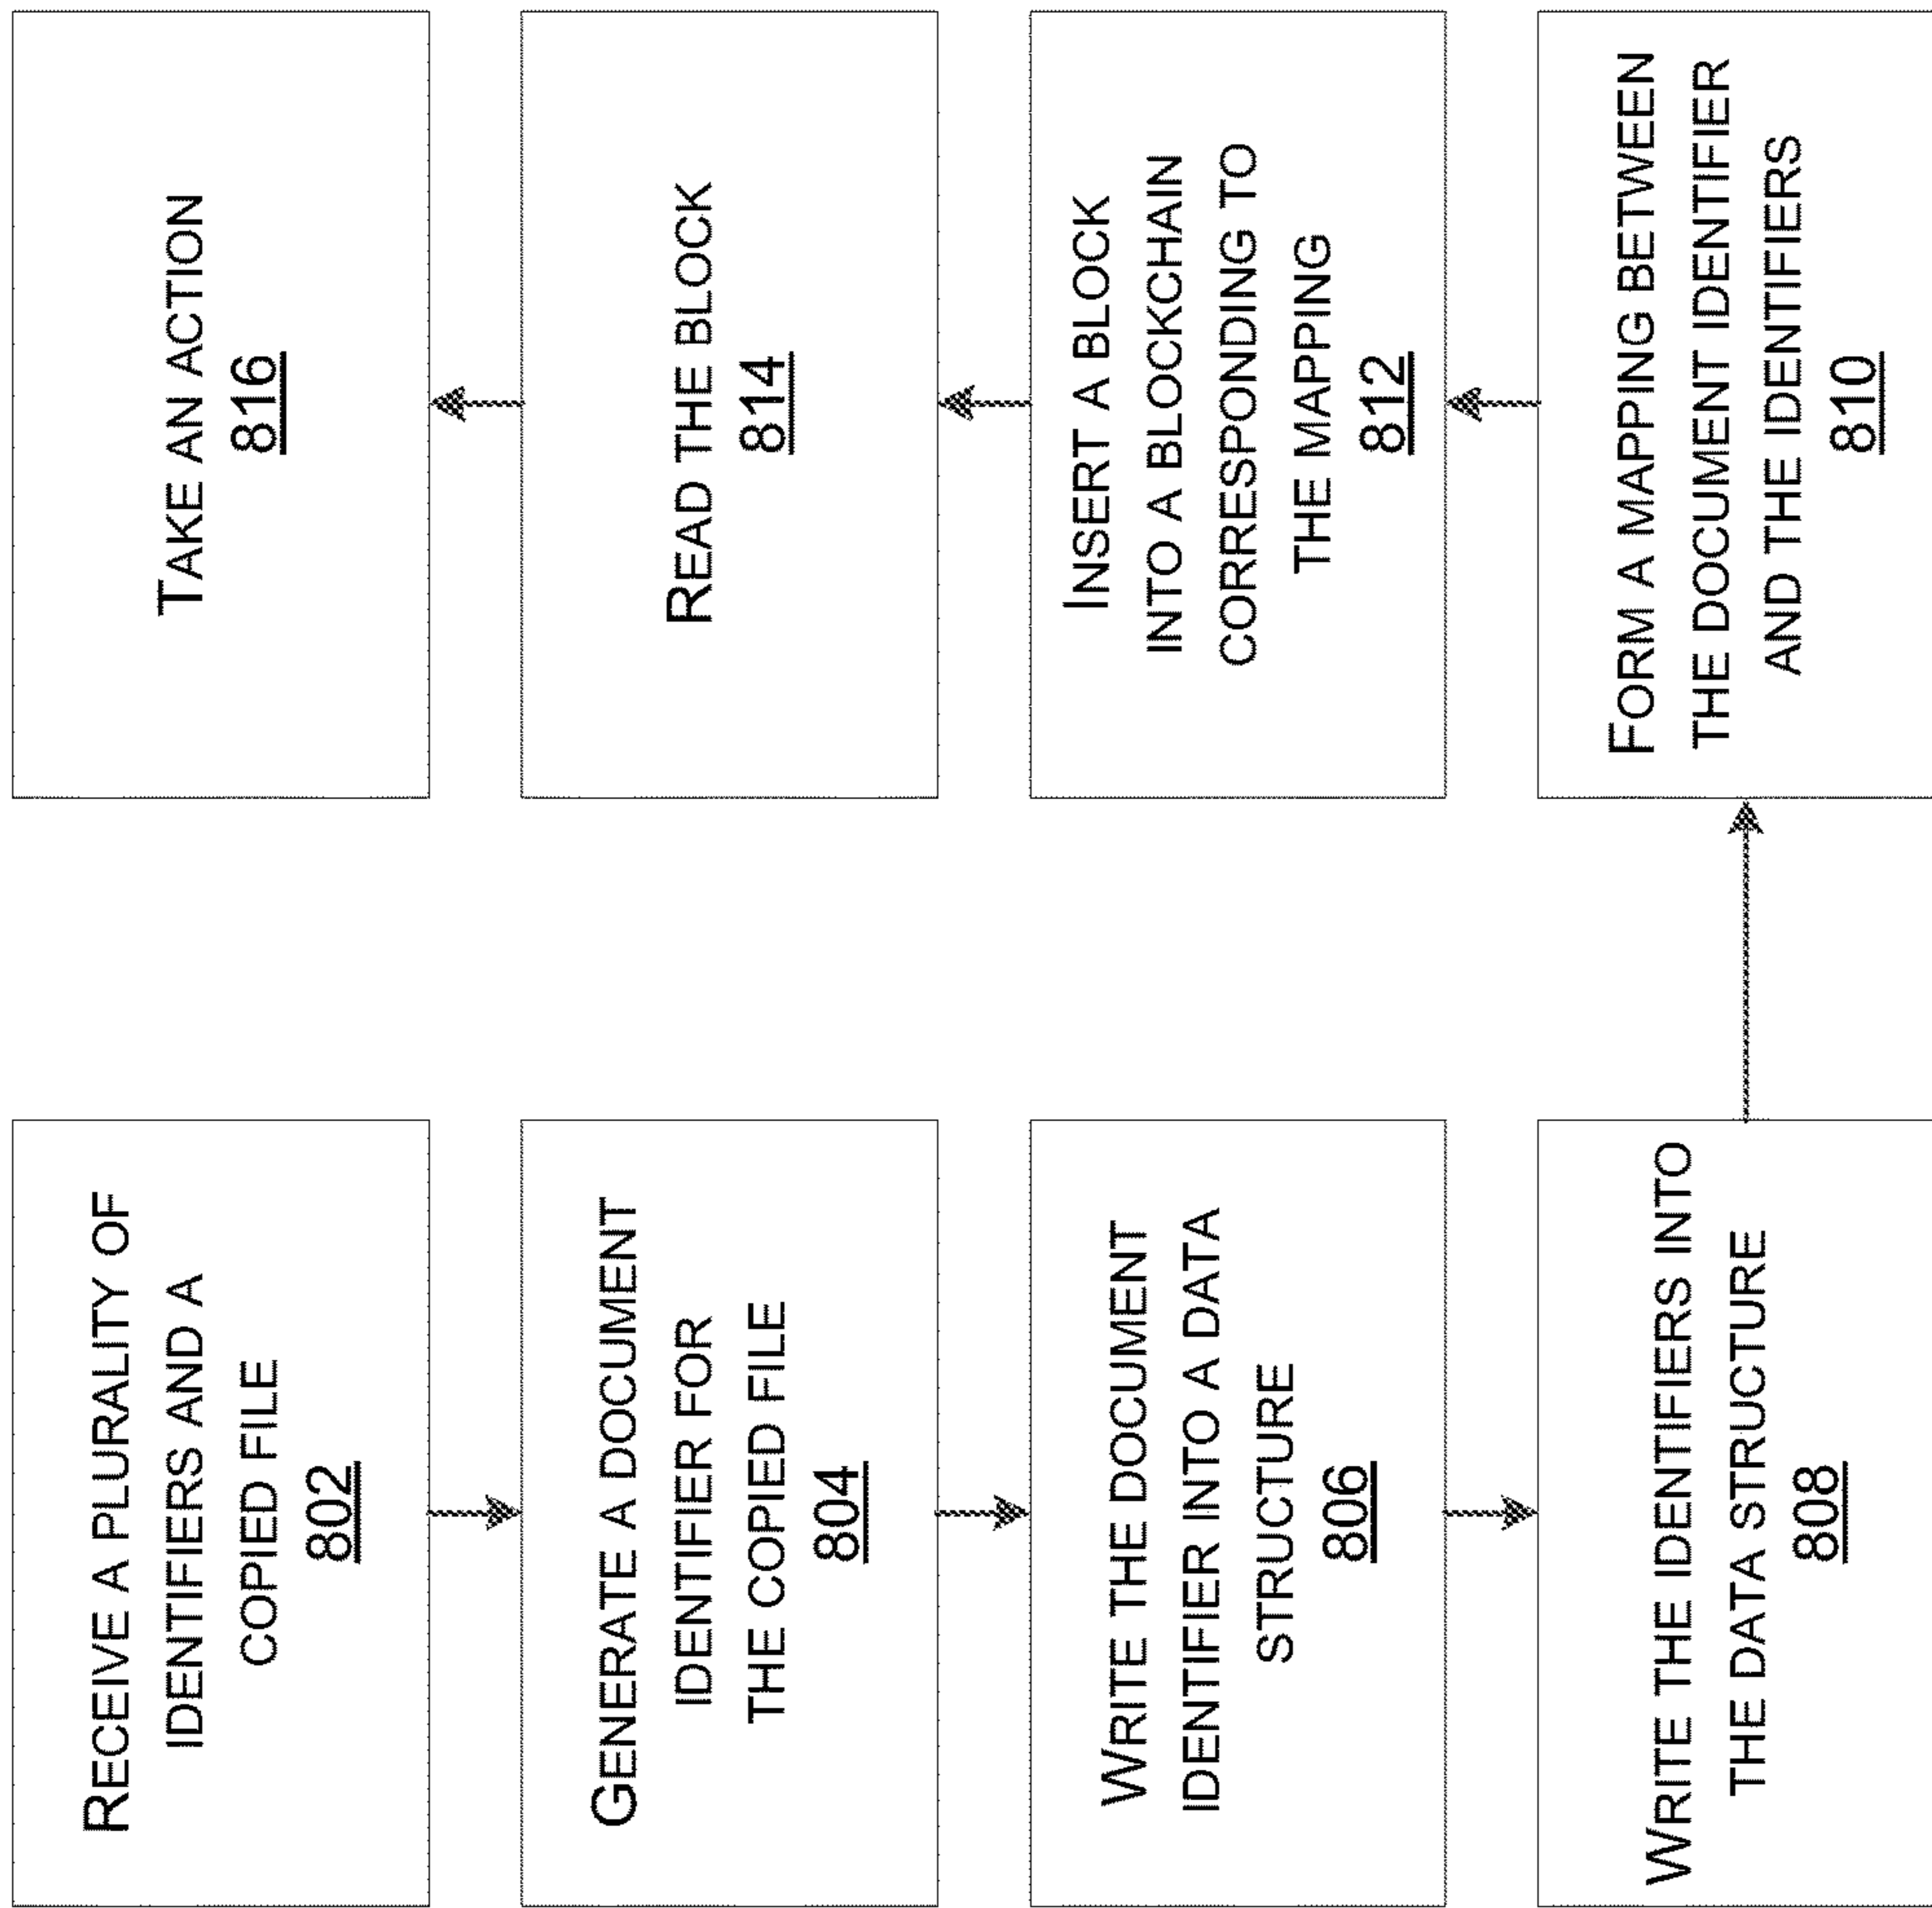 RECEIVE A PLURALITY OF
IDENTIFIERS AND A
COPIED FILE
802
GENERATE A DOCUMENT
IDENTIFIER FOR
THE COPIED FILE
804
WRITE THE DOCUMENT
IDENTIFIER INTO A DATA
STRUCTURE
806
WRITE THE IDENTIFIERS INTO
THE DATA STRUCTURE
808
FORM A MAPPING BETWEEN
THE DOCUMENT IDENTIFIER
AND THE IDENTIFIERS
810
INSERT A BLOCK
INTO A BLOCKCHAIN
CORRESPONDING TO
THE MAPPING
812
READ THE BLOCK
814
TAKE AN ACTION
816